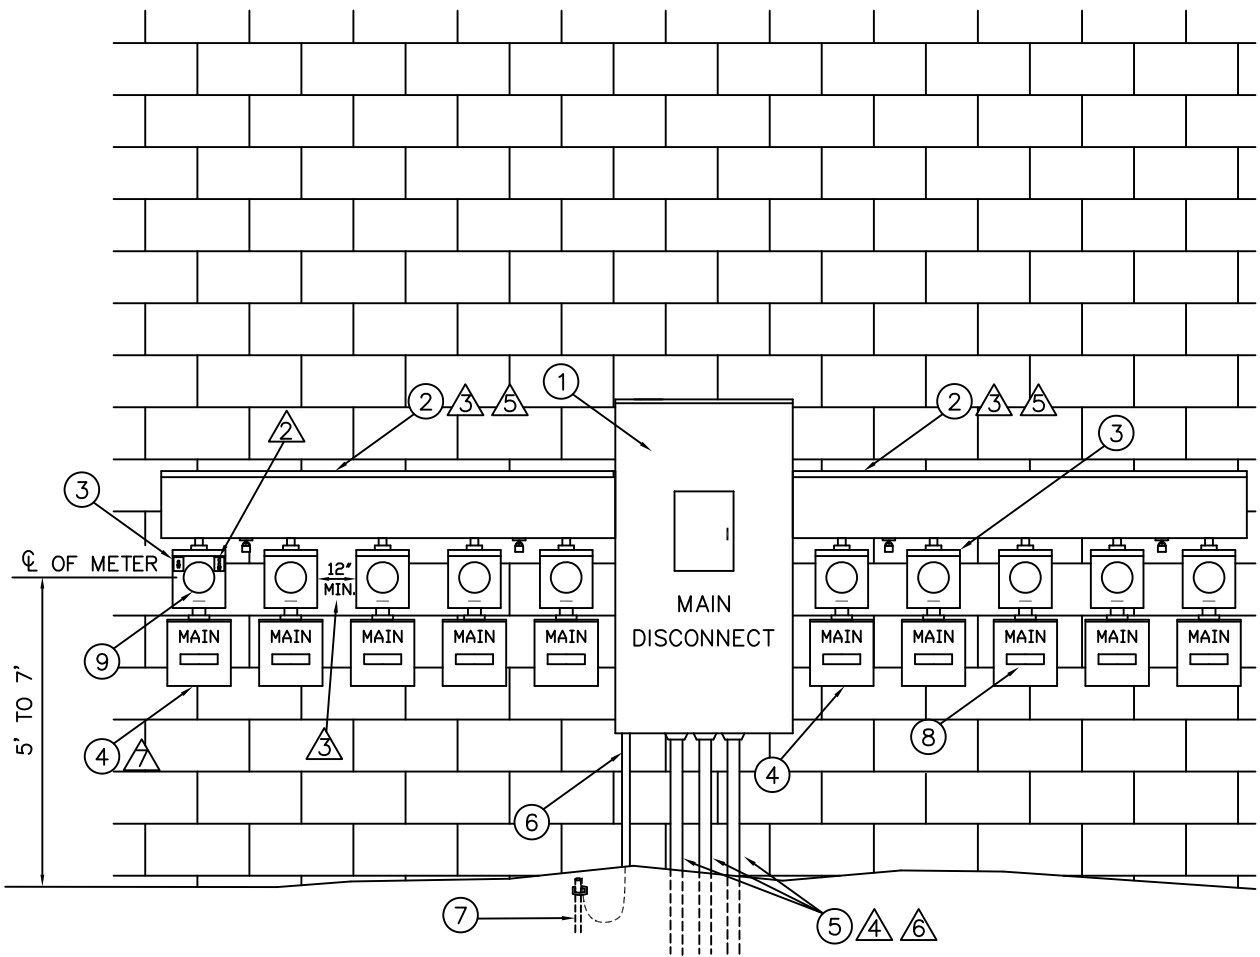 1
2 3 5
2 3 5
2
3
3
℄ OF METER
12"
MIN.
MAIN
DISCONNECT
MAIN MAIN MAIN MAIN MAIN
MAIN MAIN MAIN MAIN MAIN
9
5' TO 7'
4 7
3
8
4
6
7
5 4 6